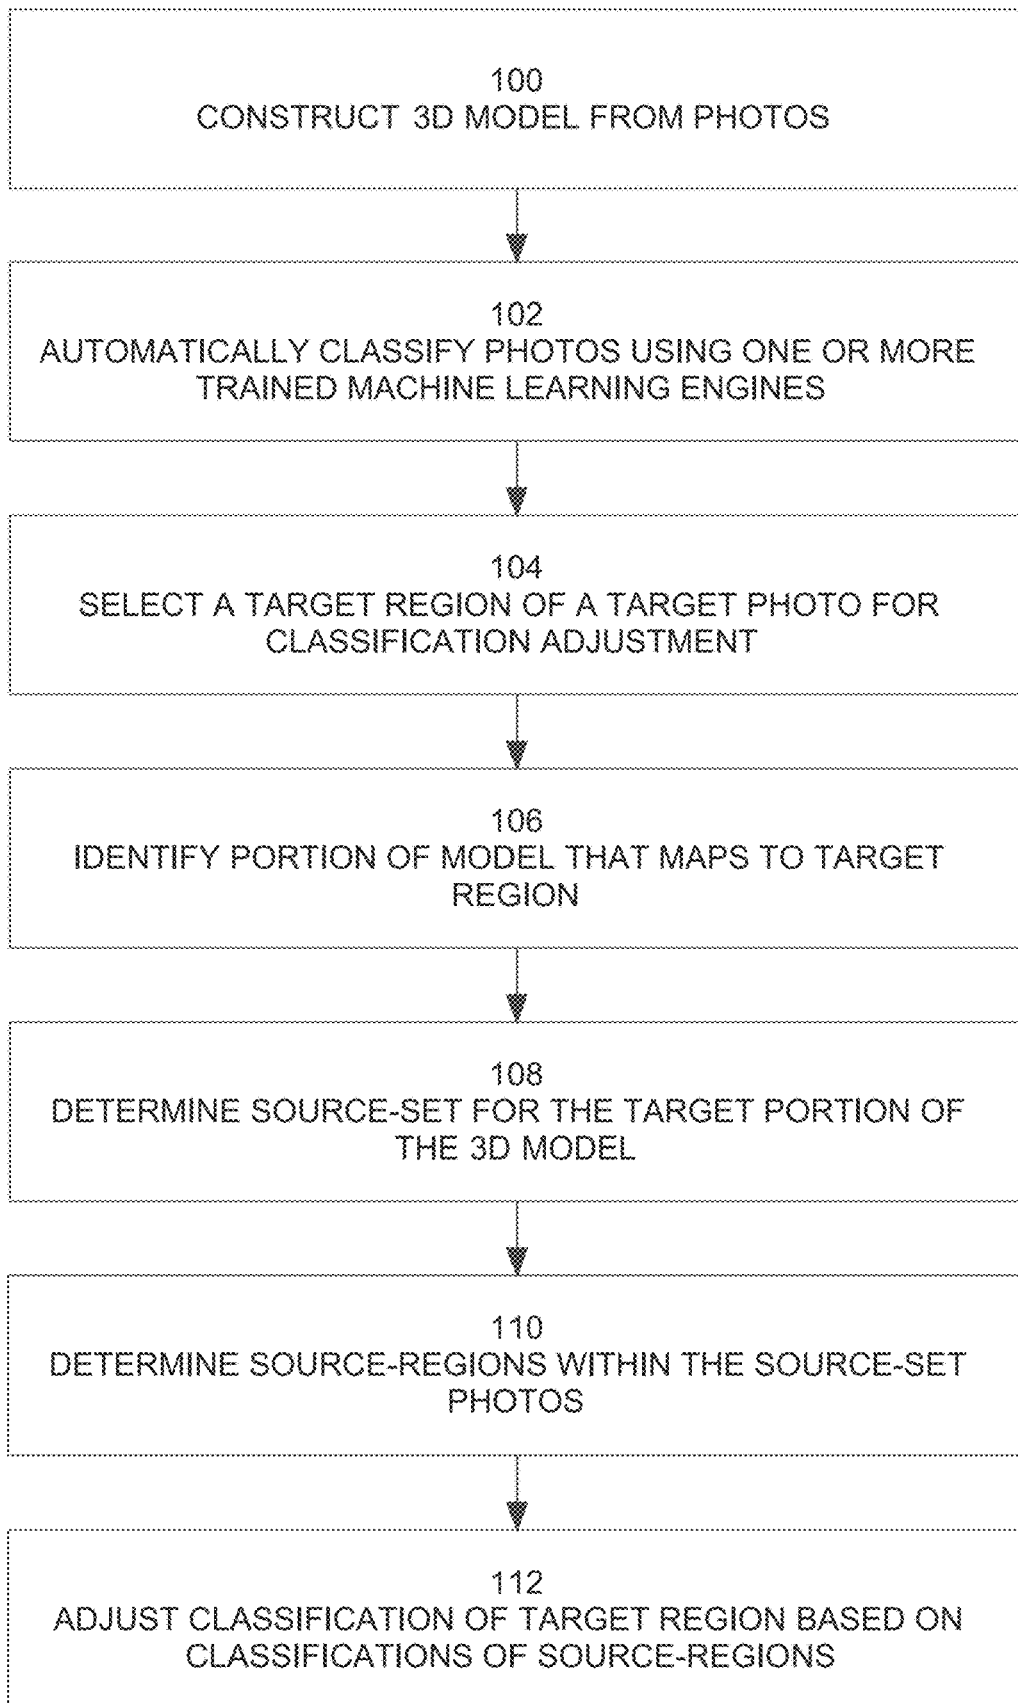 100
CONSTRUCT 3D MODEL FROM PHOTOS
102
AUTOMATICALLY CLASSIFY PHOTOS USING ONE OR MORE
TRAINED MACHINE LEARNING ENGINES
104
SELECT A TARGET REGION OF A TARGET PHOTO FOR
CLASSIFICATION ADJUSTMENT
106
IDENTIFY PORTION OF MODEL THAT MAPS TO TARGET
REGION
108
DETERMINE SOURCE-SET FOR THE TARGET PORTION OF
THE 3D MODEL
110
DETERMINE SOURCE-REGIONS WITHIN THE SOURCE-SET
PHOTOS
112
ADJUST CLASSIFICATION OF TARGET REGION BASED ON
CLASSIFICATIONS OF SOURCE-REGIONS